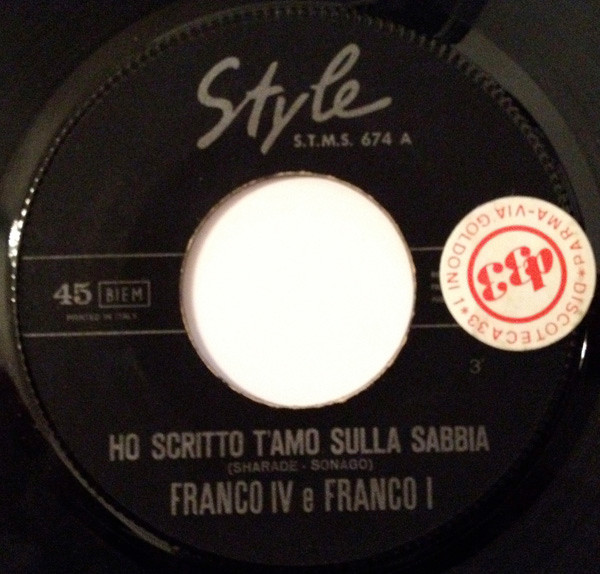 Style
S.T.M.S. 674 A
45 BIEM
PRINTED IN ITALY
3'
HO SCRITTO T'AMO SULLA SABBIA
(SHARADE - SONAGO)
FRANCO IV e FRANCO I
DISCOTECA 33 * PARMA-VIA GOLDONI 1 *
d33